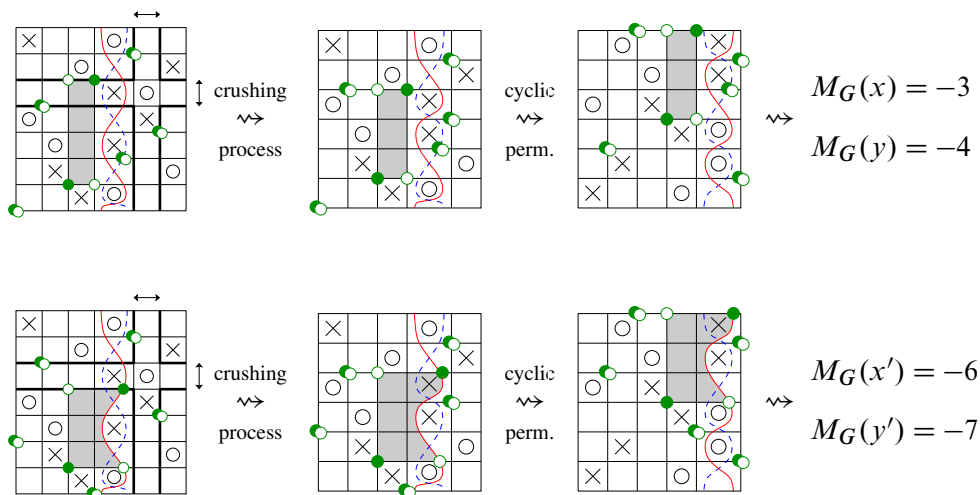 crushing
process
cyclic
perm.
M_G(x) = −3
M_G(y) = −4
crushing
process
cyclic
perm.
M_G(x′) = −6
M_G(y′) = −7